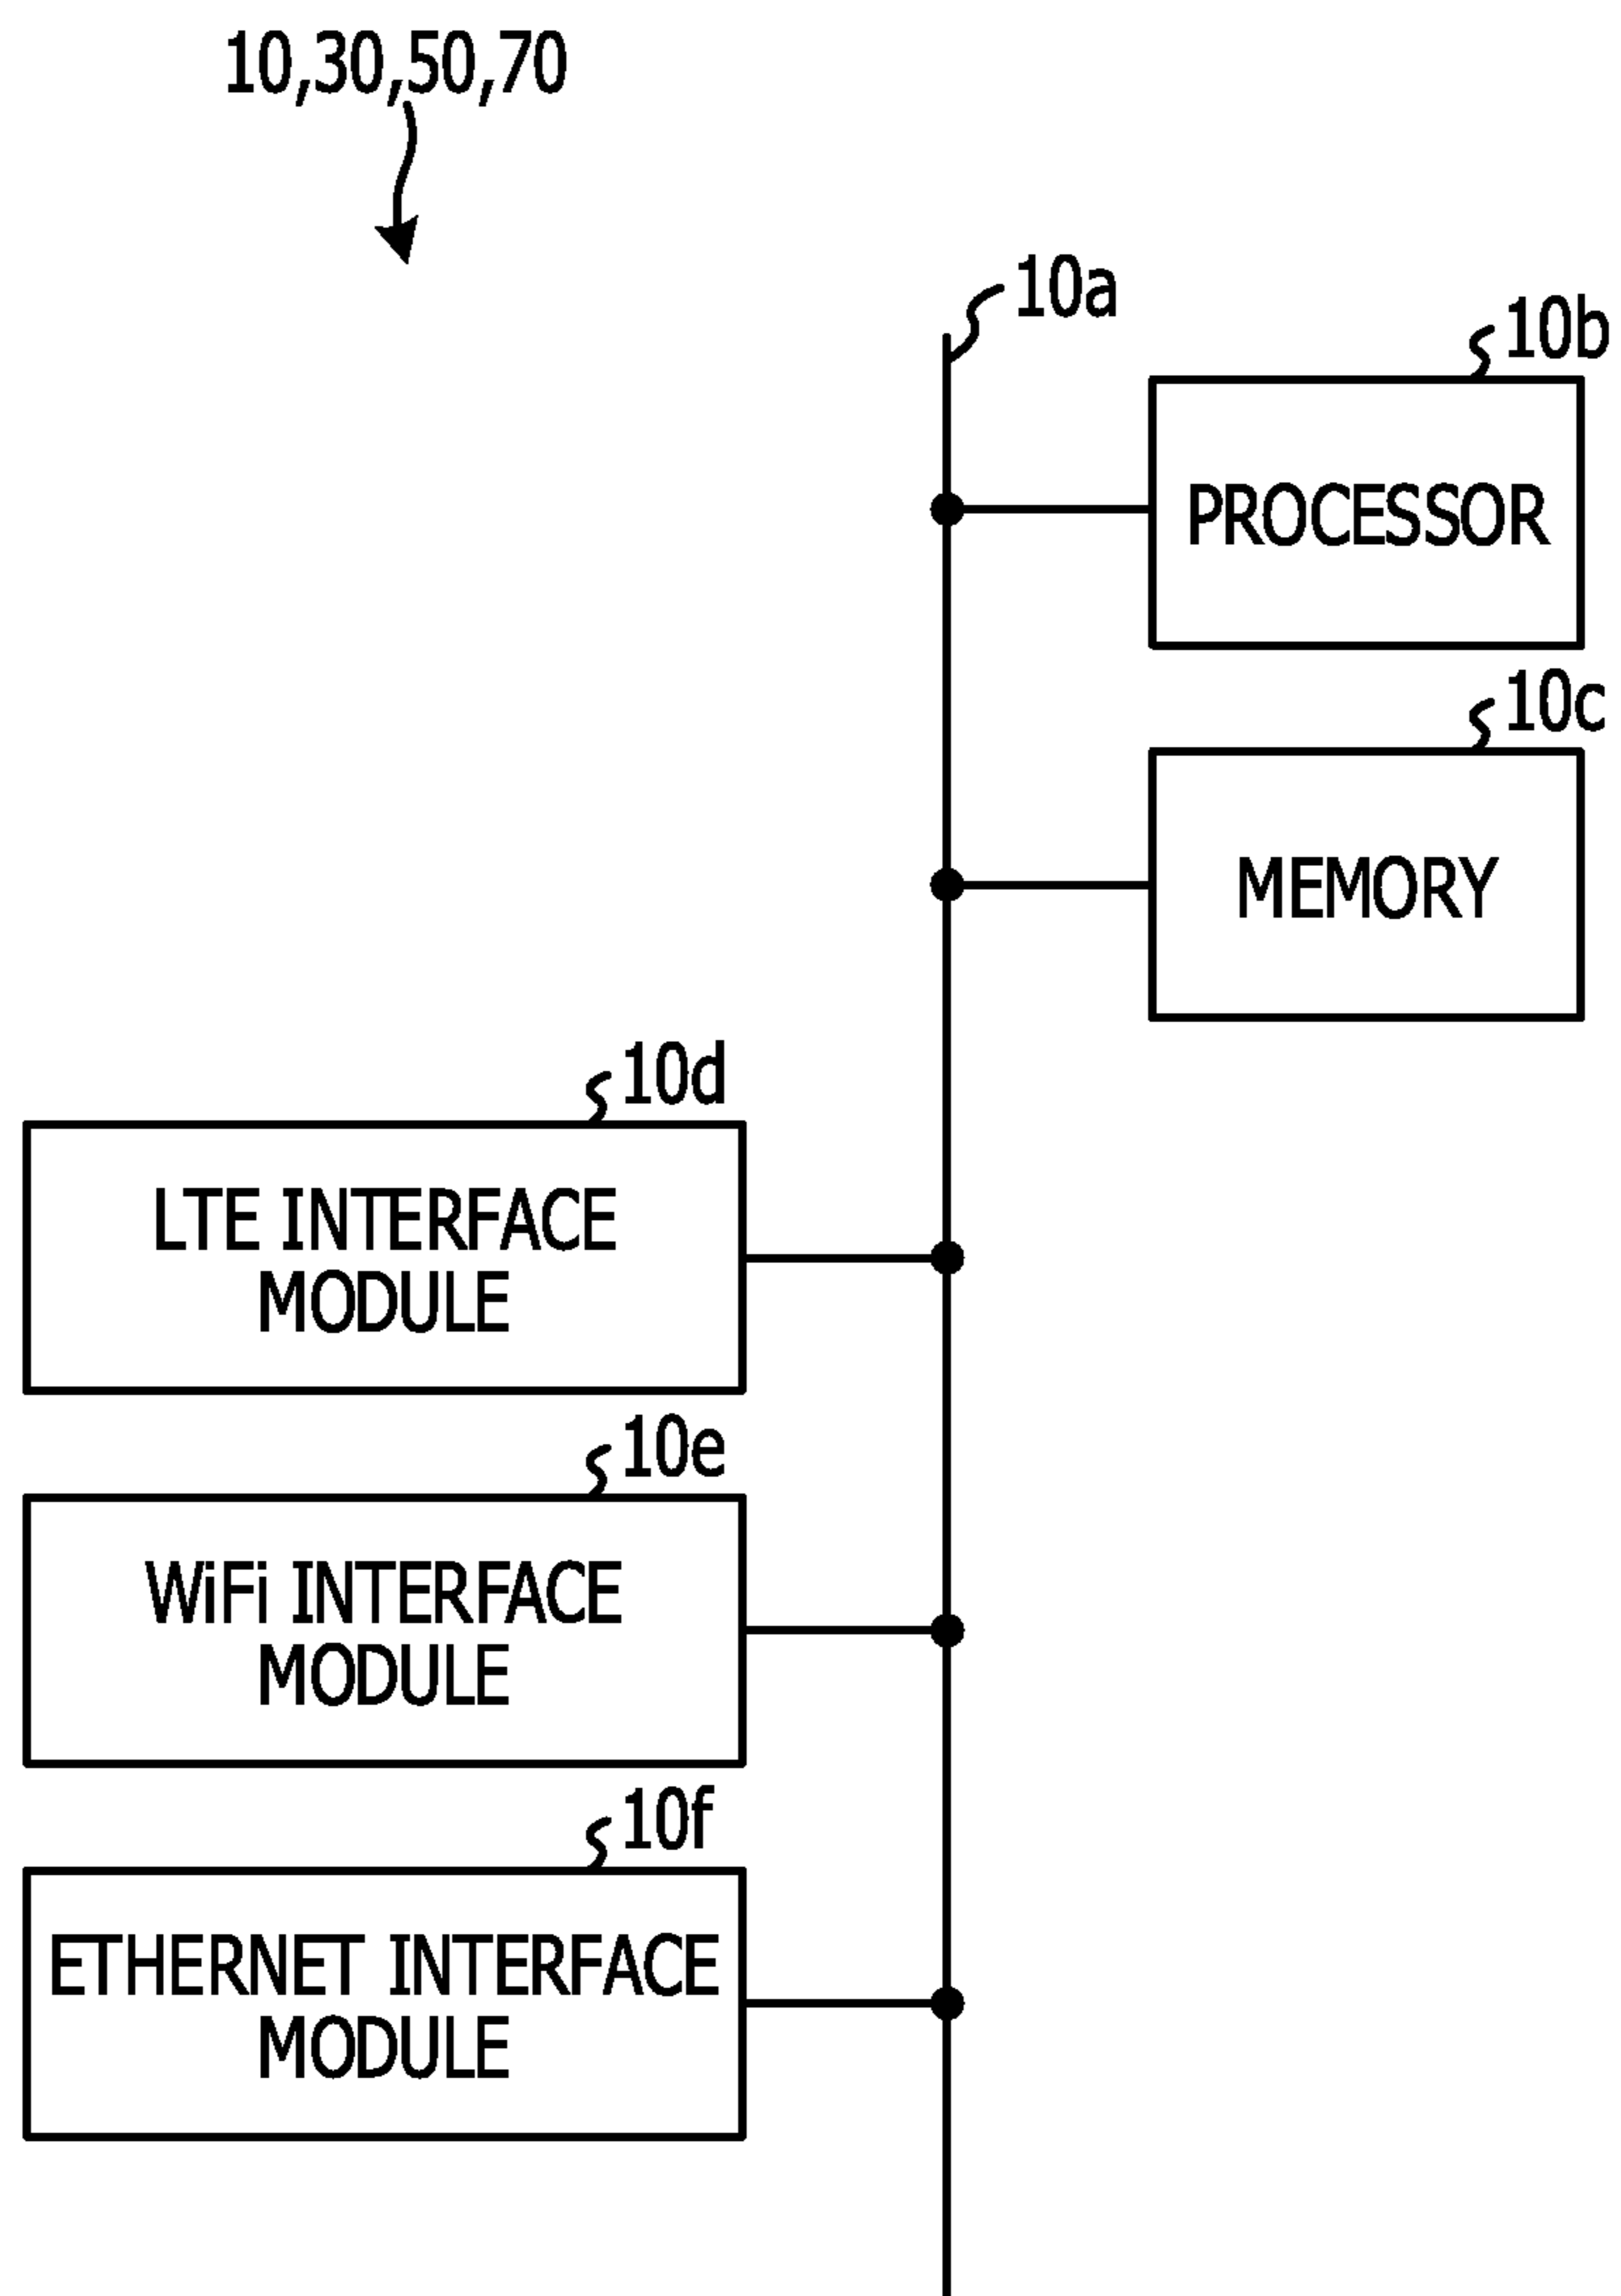 10,30,50,70
10a
10b
PROCESSOR
10c
MEMORY
10d
LTE INTERFACE
MODULE
10e
WiFi INTERFACE
MODULE
10f
ETHERNET INTERFACE
MODULE